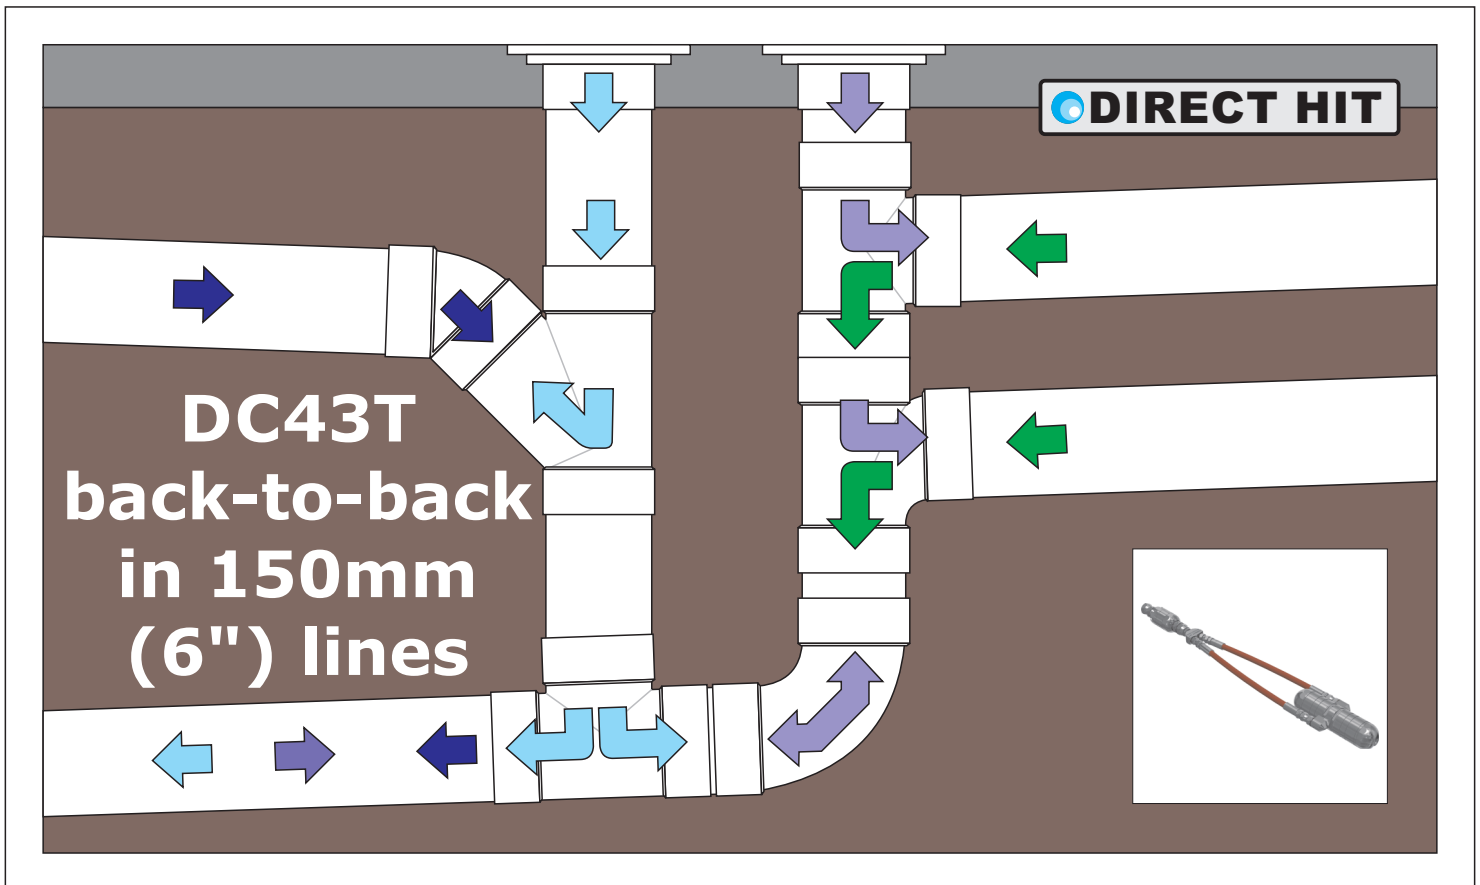 DIRECT HIT
DC43T
back-to-back
in 150mm
(6") lines